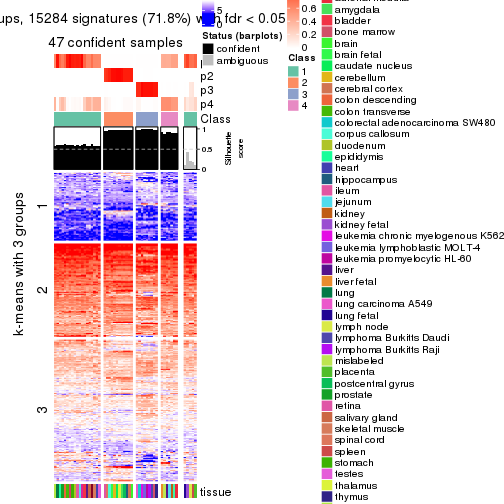 ups, 15284 signatures (71.8%) with fdr < 0.05
47 confident samples
p2
p3
p4
Class
1
0.5
0
Silhouette
score
k-means with 3 groups
1
2
3
tissue
5
0
Status (barplots)
confident
ambiguous
0.6
0.4
0.2
0
Class
1
2
3
4
amygdala
bladder
bone marrow
brain
brain fetal
caudate nucleus
cerebellum
cerebral cortex
colon descending
colon transverse
colorectal adenocarcinoma SW480
corpus callosum
duodenum
epididymis
heart
hippocampus
ileum
jejunum
kidney
kidney fetal
leukemia chronic myelogenous K562
leukemia lymphoblastic MOLT-4
leukemia promyelocytic HL-60
liver
liver fetal
lung
lung carcinoma A549
lung fetal
lymph node
lymphoma Burkitts Daudi
lymphoma Burkitts Raji
mislabeled
placenta
postcentral gyrus
prostate
retina
salivary gland
skeletal muscle
spinal cord
spleen
stomach
testes
thalamus
thymus